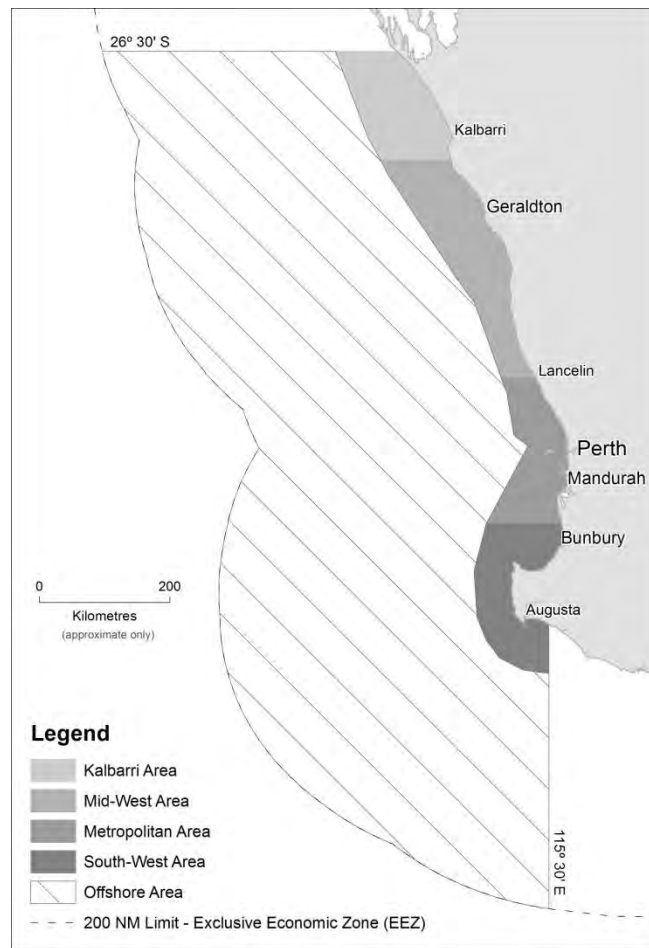 26º 30' S
Kalbarri
Geraldton
Lancelin
Perth
Mandurah
Bunbury
Augusta
0 200
Kilometres
(approximate only)
115º 30' E
Legend
Kalbarri Area
Mid-West Area
Metropolitan Area
South-West Area
Offshore Area
200 NM Limit - Exclusive Economic Zone (EEZ)